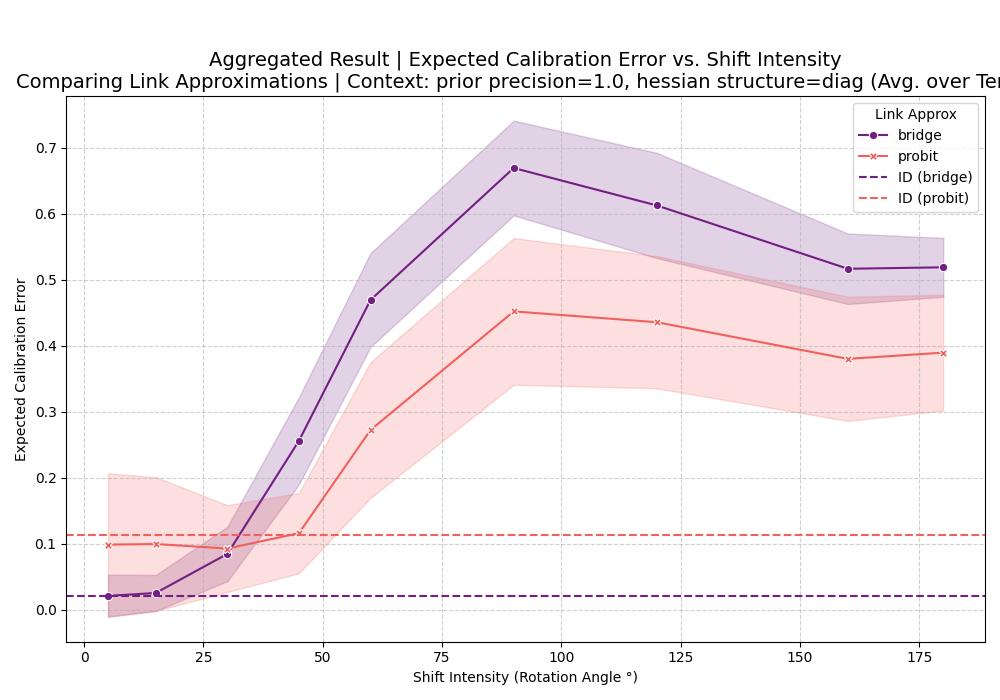 Aggregated Result | Expected Calibration Error vs. Shift Intensity
Comparing Link Approximations | Context: prior precision=1.0, hessian structure=diag (Avg. over
Link Approx
bridge
probit
ID (bridge)
ID (probit)
Expected Calibration Error
0.7
0.6
0.5
0.4
0.3
0.2
0.1
0.0
0
25
50
75
100
125
150
175
Shift Intensity (Rotation Angle °)